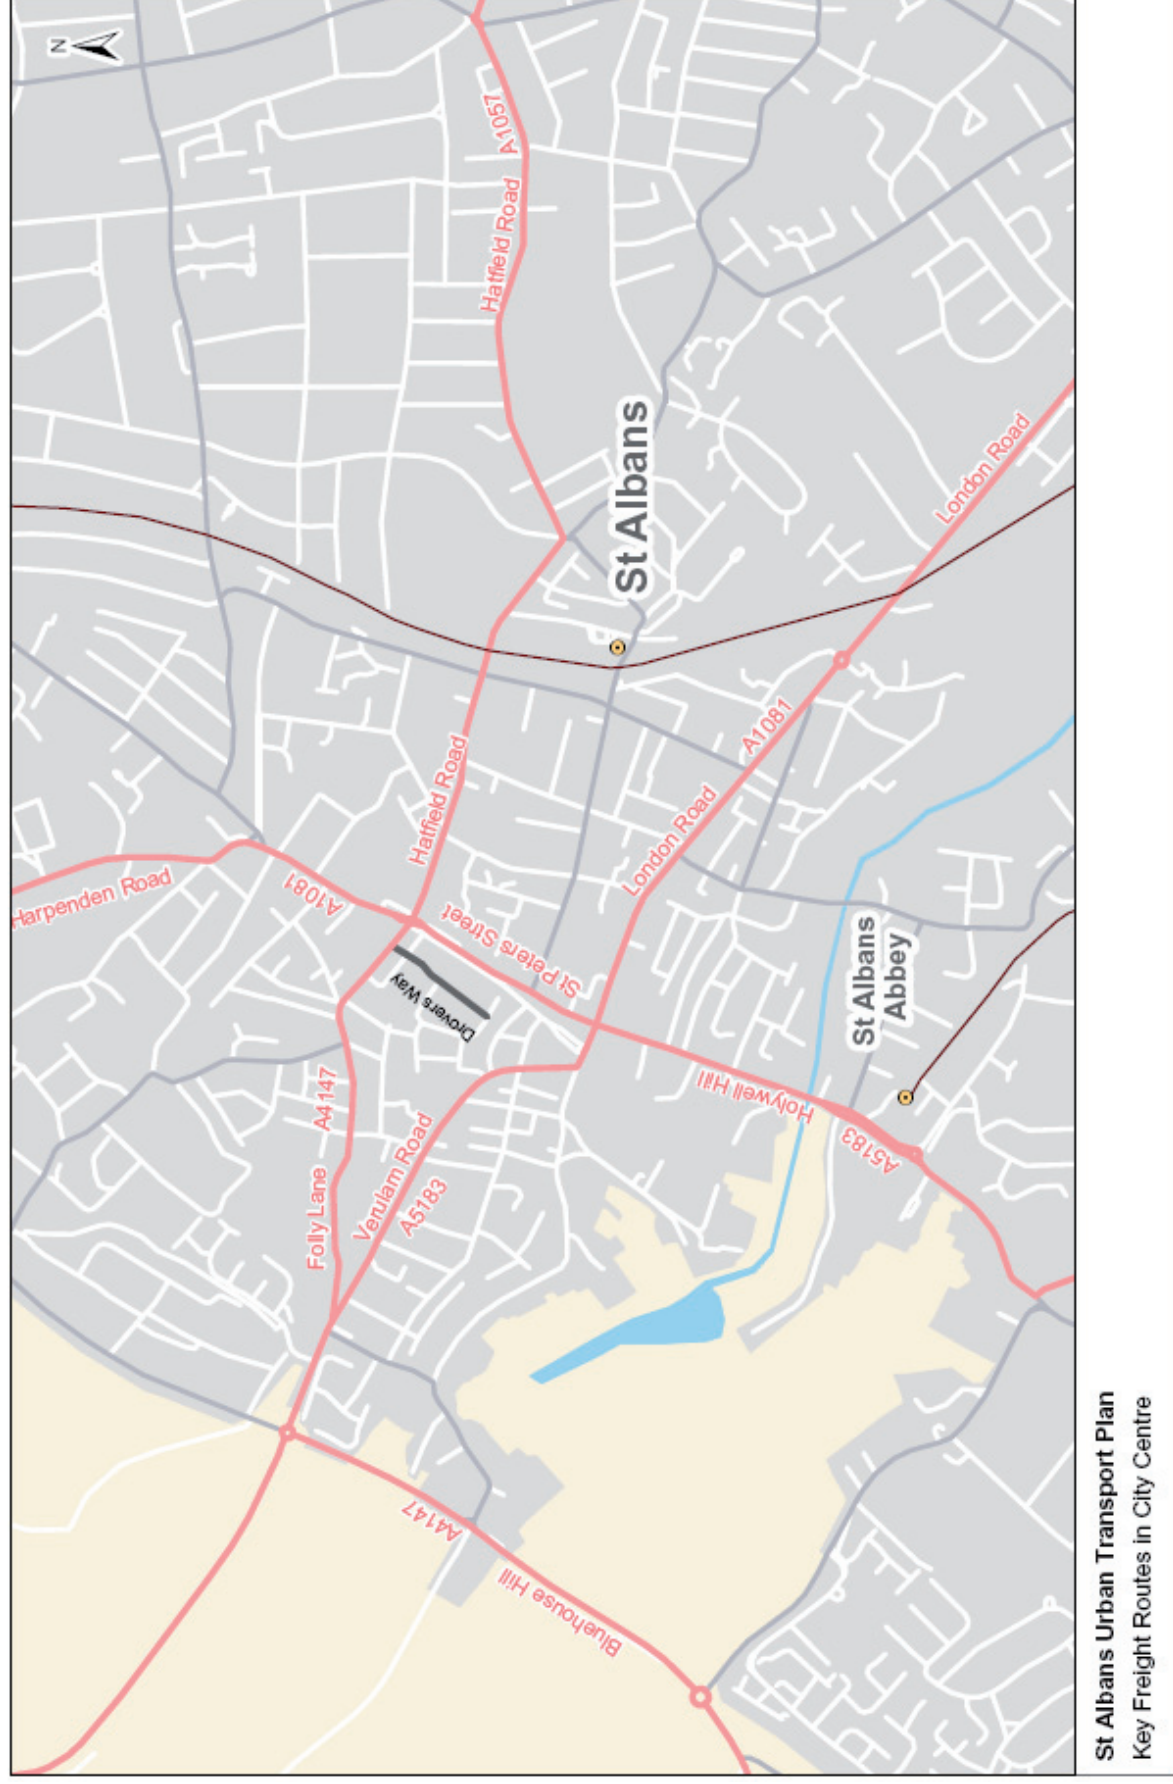 N
A1057
Hatfield Road
St Albans
London Road
A1081
London Road
Hatfield Road
Harpenden Road
A1081
St Peters Street
Drovers Way
St Albans
Abbey
Holywell Hill
A5183
A4147
Folly Lane
Verulam Road
A5183
A4147
Bluehouse Hill
St Albans Urban Transport Plan
Key Freight Routes in City Centre